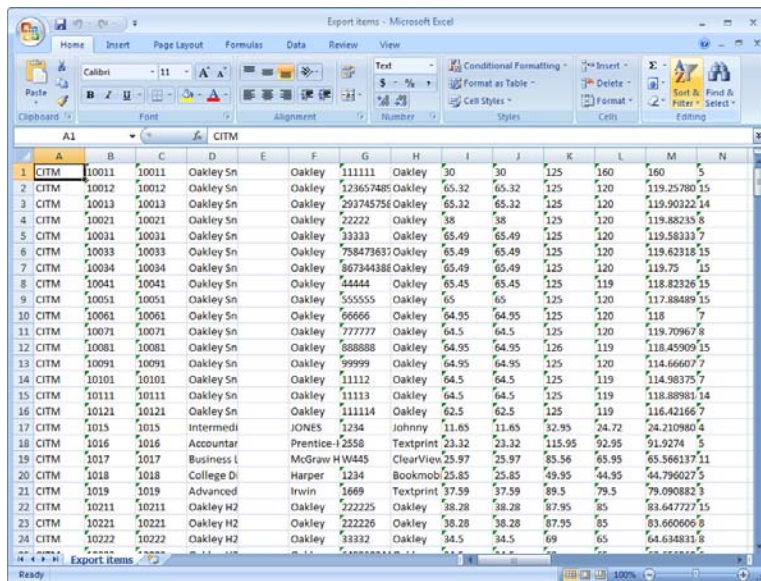 Export items - Microsoft Excel
Home Insert Page Layout Formulas Data Review View
Paste
Calibri 11
Text
Conditional Formatting
Format as Table
Cell Styles
Insert
Delete
Format
Sort & Filter
Find & Select
Clipboard Font Alignment Number Styles Cells Editing
A1 CITM
A B C D E F G H I J K L M N
1 CITM 10011 10011 Oakley Sn Oakley 111111 Oakley 30 30 125 160 160 5
2 CITM 10012 10012 Oakley Sn Oakley 123657485 Oakley 65.32 65.32 125 120 119.25780 15
3 CITM 10013 10013 Oakley Sn Oakley 293745758 Oakley 65.32 65.32 125 120 119.90322 14
4 CITM 10021 10021 Oakley Sn Oakley 22222 Oakley 38 38 125 120 119.88235 8
5 CITM 10031 10031 Oakley Sn Oakley 33333 Oakley 65.49 65.49 125 120 119.58333 7
6 CITM 10033 10033 Oakley Sn Oakley 758473637 Oakley 65.49 65.49 125 120 119.62318 15
7 CITM 10034 10034 Oakley Sn Oakley 867344388 Oakley 65.49 65.49 125 120 119.75 15
8 CITM 10041 10041 Oakley Sn Oakley 44444 Oakley 65.45 65.45 125 119 118.82326 15
9 CITM 10051 10051 Oakley Sn Oakley 555555 Oakley 65 65 125 120 117.88489 15
10 CITM 10061 10061 Oakley Sn Oakley 66666 Oakley 64.95 64.95 125 120 118 7
11 CITM 10071 10071 Oakley Sn Oakley 777777 Oakley 64.5 64.5 125 120 119.70967 8
12 CITM 10081 10081 Oakley Sn Oakley 888888 Oakley 64.95 64.95 126 119 118.45909 15
13 CITM 10091 10091 Oakley Sn Oakley 99999 Oakley 64.95 64.95 125 120 114.66607 7
14 CITM 10101 10101 Oakley Sn Oakley 11112 Oakley 64.5 64.5 125 119 114.98375 7
15 CITM 10111 10111 Oakley Sn Oakley 11113 Oakley 64.5 64.5 125 119 118.88981 14
16 CITM 10121 10121 Oakley Sn Oakley 111114 Oakley 62.5 62.5 125 119 116.42166 7
17 CITM 1015 1015 Intermedi JONES 1234 Johnny 11.65 11.65 32.95 24.72 24.210980 4
18 CITM 1016 1016 Accountan Prentice-H 2558 Textprint 23.32 23.32 115.95 92.95 91.9274 5
19 CITM 1017 1017 Business L McGraw H W445 ClearView 25.97 25.97 85.56 65.95 65.566137 11
20 CITM 1018 1018 College Di Harper 1234 Bookmobi 25.85 25.85 49.95 44.95 44.796027 5
21 CITM 1019 1019 Advanced Irwin 1669 Textprint 37.59 37.59 89.5 79.5 79.090882 3
22 CITM 10211 10211 Oakley H2 Oakley 222225 Oakley 38.28 38.28 87.95 85 83.647727 15
23 CITM 10221 10221 Oakley H2 Oakley 222226 Oakley 38.28 38.28 87.95 85 83.660606 8
24 CITM 10222 10222 Oakley H2 Oakley 33332 Oakley 34.5 34.5 69 65 64.634831 8
Export items
Ready 100%